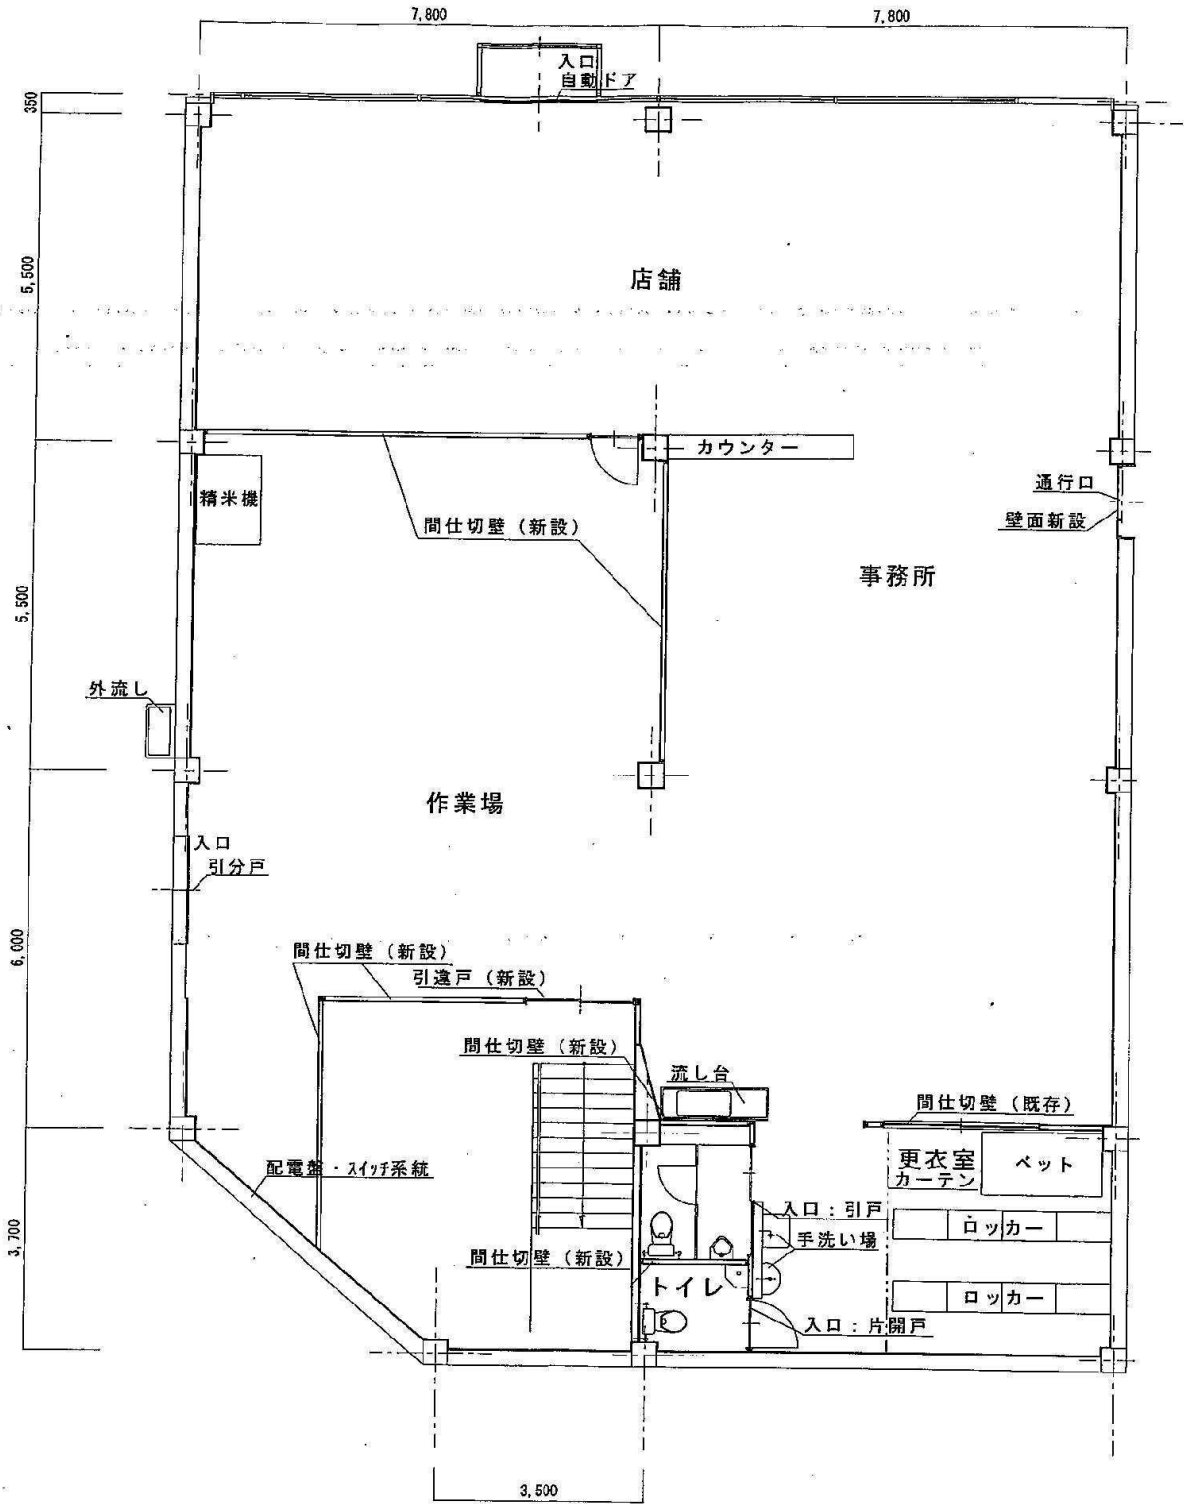 7,800
7,800
入口
自動ドア
350
5,500
店舗
カウンター
精米機
通行口
間仕切壁（新設）
壁面新設
事務所
5,500
外流し
作業場
入口
引分戸
6,000
間仕切壁（新設）
引違戸（新設）
間仕切壁（新設）
流し台
間仕切壁（既存）
更衣室
カーテン
ベット
配電盤・スイッチ系統
入口：引戸
ロッカー
手洗い場
3,700
間仕切壁（新設）
トイレ
ロッカー
入口：片開戸
3,500